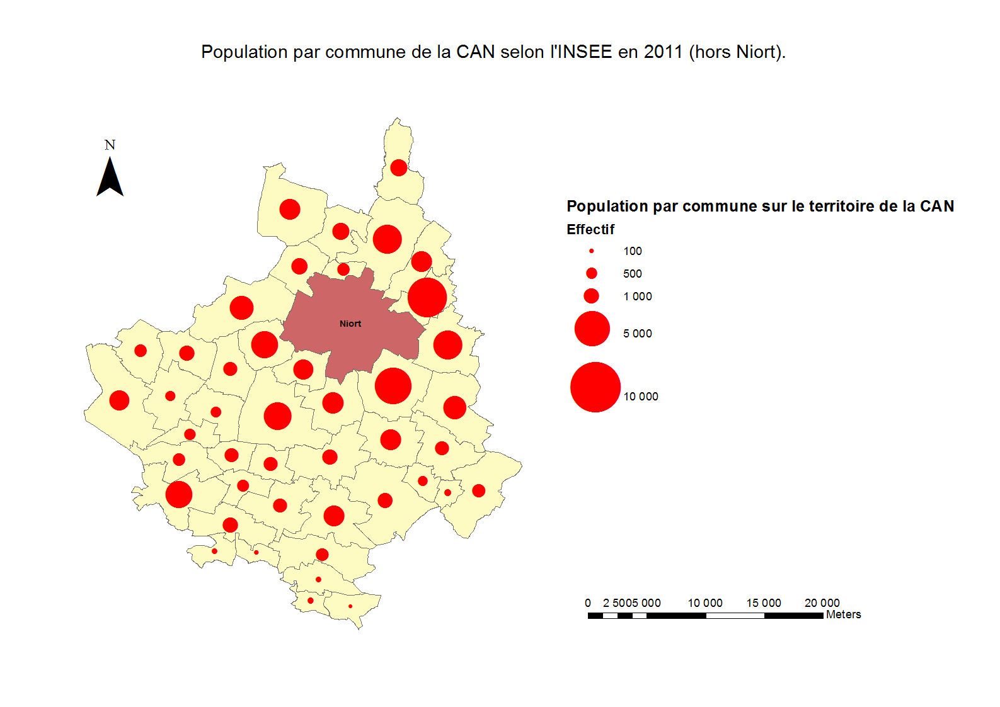 Population par commune de la CAN selon l'INSEE en 2011 (hors Niort).
N
Niort
Population par commune sur le territoire de la CAN
Effectif
100
500
1 000
5 000
10 000
0 2 500 5 000 10 000 15 000 20 000
Meters